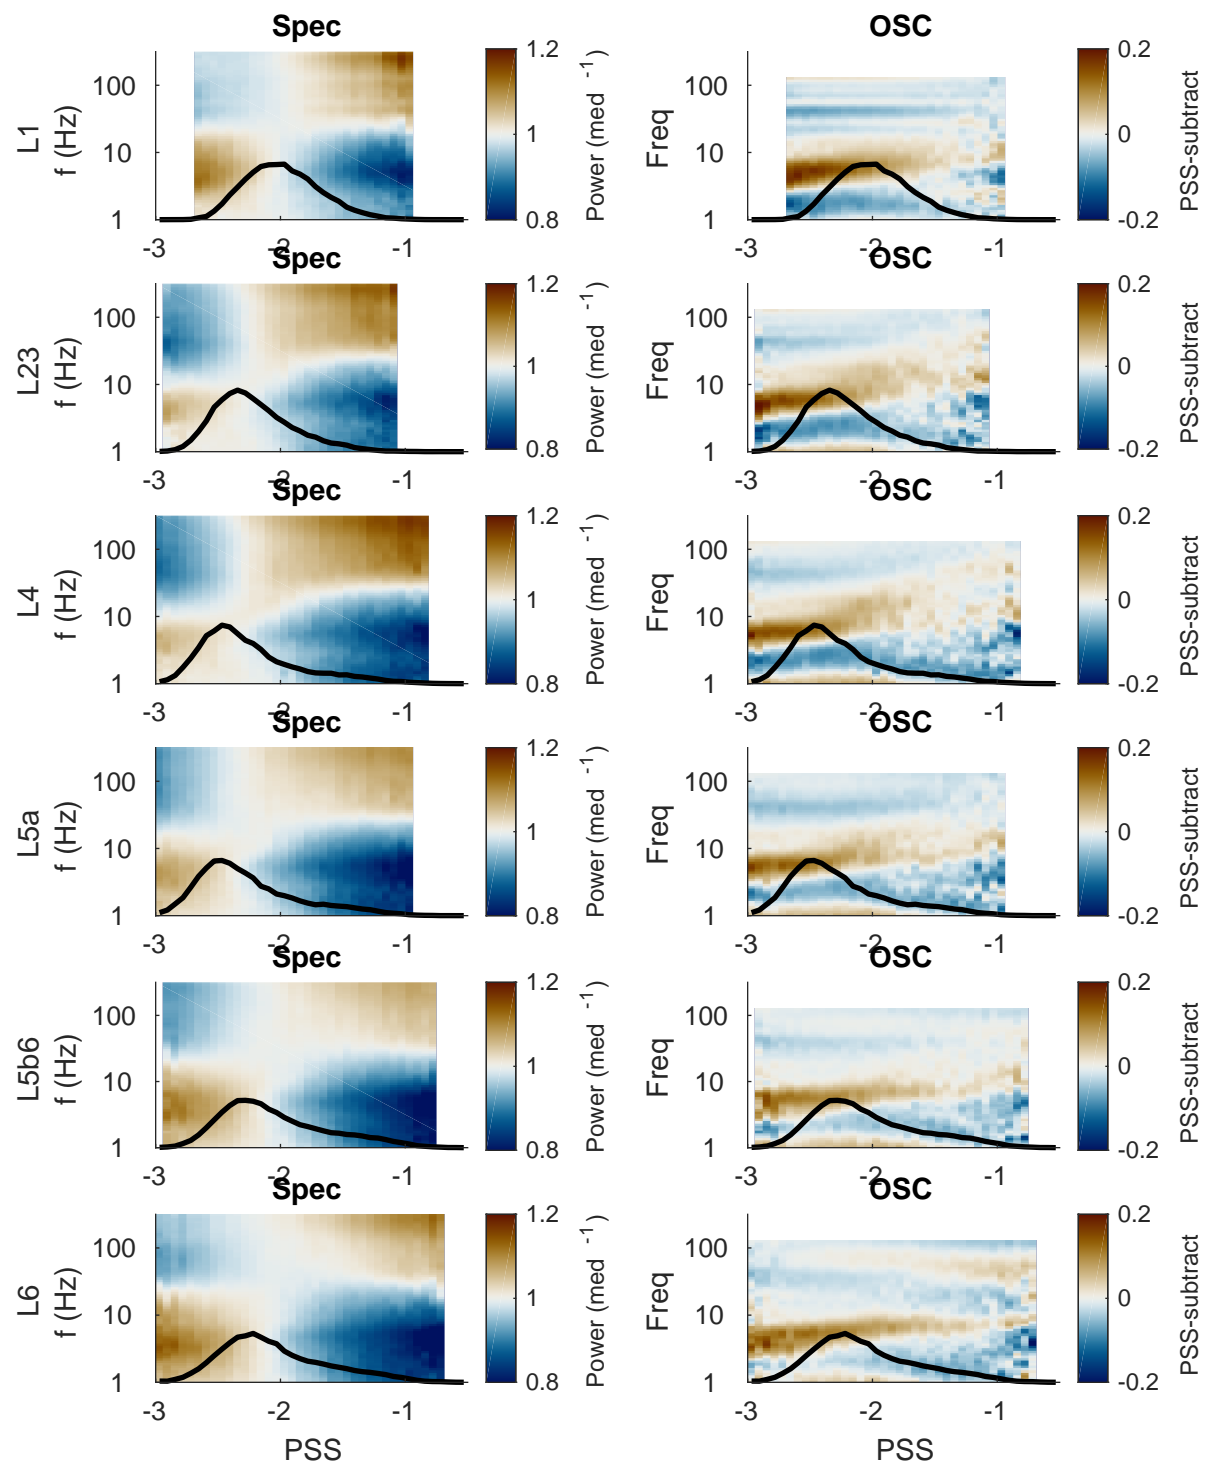 Spec OSC
L1
f (Hz)
100
10
1
-3 -2 -1
1.2
1
0.8
Power (med -1)
Freq
100
10
1
-3 -2 -1
0.2
0
-0.2
PSS-subtract
Spec OSC
L23
f (Hz)
100
10
1
-3 -2 -1
1.2
1
0.8
Power (med -1)
Freq
100
10
1
-3 -2 -1
0.2
0
-0.2
PSS-subtract
Spec OSC
L4
f (Hz)
100
10
1
-3 -2 -1
1.2
1
0.8
Power (med -1)
Freq
100
10
1
-3 -2 -1
0.2
0
-0.2
PSS-subtract
Spec OSC
L5a
f (Hz)
100
10
1
-3 -2 -1
1.2
1
0.8
Power (med -1)
Freq
100
10
1
-3 -2 -1
0.2
0
-0.2
PSS-subtract
Spec OSC
L5b6
f (Hz)
100
10
1
-3 -2 -1
1.2
1
0.8
Power (med -1)
Freq
100
10
1
-3 -2 -1
0.2
0
-0.2
PSS-subtract
Spec OSC
L6
f (Hz)
100
10
1
-3 -2 -1
PSS
1.2
1
0.8
Power (med -1)
Freq
100
10
1
-3 -2 -1
PSS
0.2
0
-0.2
PSS-subtract